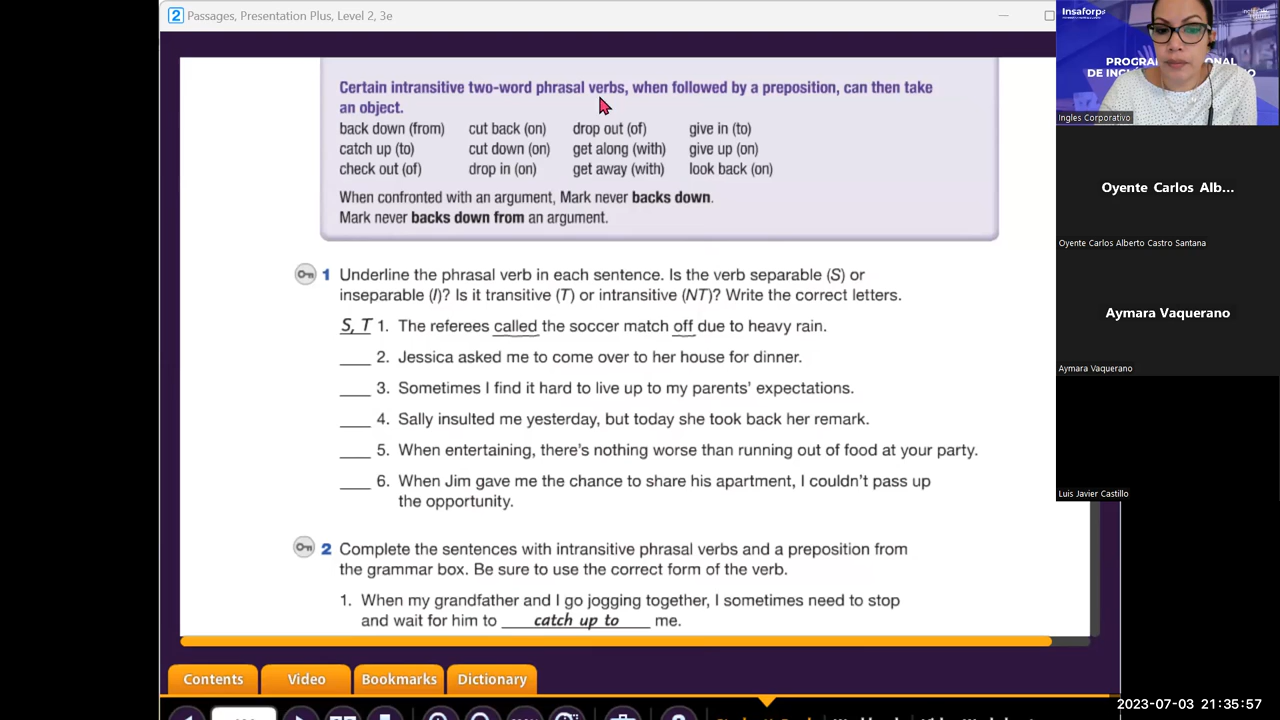 Passages, Presentation Plus, Level 2, 3e
Certain intransitive two-word phrasal verbs, when followed by a preposition, can then take
an object.
back down (from) cut back (on) drop out (of) give in (to)
catch up (to) cut down (on) get along (with) give up (on)
check out (of) drop in (on) get away (with) look back (on)
When confronted with an argument, Mark never backs down.
Mark never backs down from an argument.
1 Underline the phrasal verb in each sentence. Is the verb separable (S) or
inseparable (I)? Is it transitive (T) or intransitive (NT)? Write the correct letters.
S, T 1. The referees called the soccer match off due to heavy rain.
____ 2. Jessica asked me to come over to her house for dinner.
____ 3. Sometimes I find it hard to live up to my parents' expectations.
____ 4. Sally insulted me yesterday, but today she took back her remark.
____ 5. When entertaining, there's nothing worse than running out of food at your party.
____ 6. When Jim gave me the chance to share his apartment, I couldn't pass up
the opportunity.
2 Complete the sentences with intransitive phrasal verbs and a preposition from
the grammar box. Be sure to use the correct form of the verb.
1. When my grandfather and I go jogging together, I sometimes need to stop
and wait for him to catch up to me.
Contents Video Bookmarks Dictionary
Insaforp
Ingles Corporativo
Oyente Carlos Alb...
Oyente Carlos Alberto Castro Santana
Aymara Vaquerano
Aymara Vaquerano
Luis Javier Castillo
2023-07-03 21:35:57